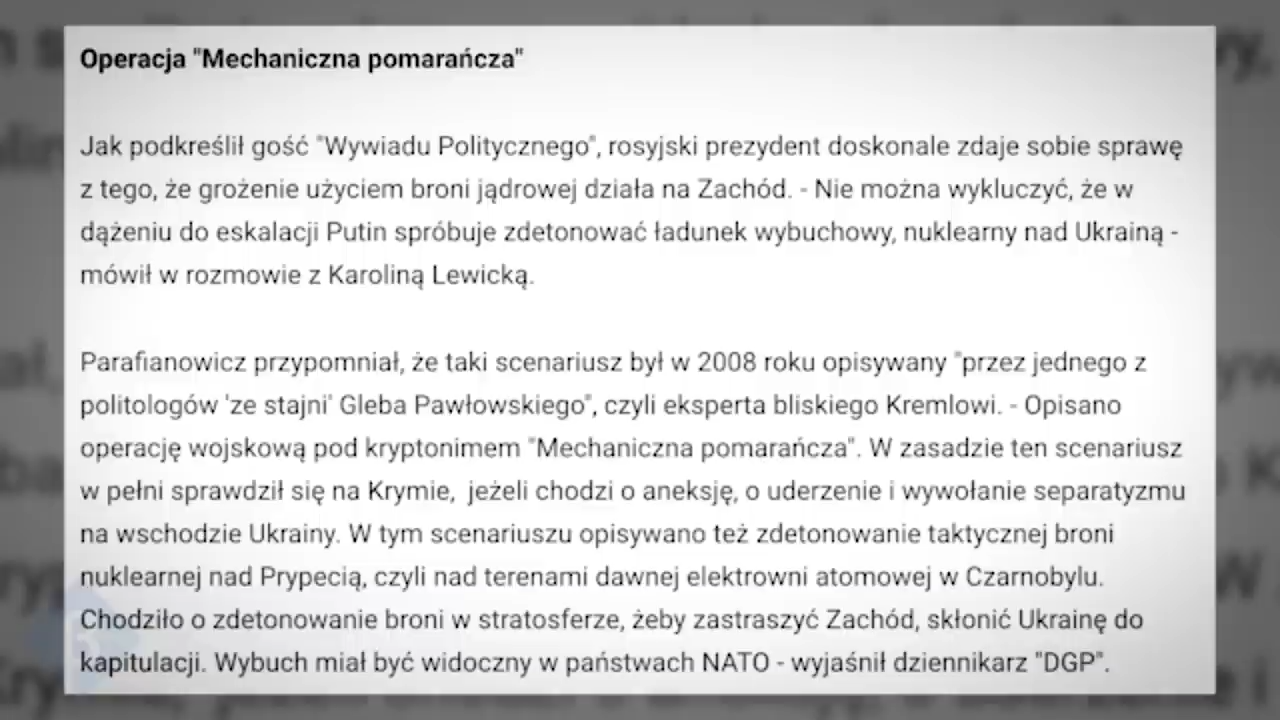 Operacja "Mechaniczna pomarańcza"
Jak podkreślił gość "Wywiadu Politycznego", rosyjski prezydent doskonale zdaje sobie sprawę
z tego, że grożenie użyciem broni jądrowej działa na Zachód. - Nie można wykluczyć, że w
dążeniu do eskalacji Putin spróbuje zdetonować ładunek wybuchowy, nuklearny nad Ukrainą -
mówił w rozmowie z Karoliną Lewicką.
Parafianowicz przypomniał, że taki scenariusz był w 2008 roku opisywany "przez jednego z
politologów 'ze stajni' Gleba Pawłowskiego", czyli eksperta bliskiego Kremlowi. - Opisano
operację wojskową pod kryptonimem "Mechaniczna pomarańcza". W zasadzie ten scenariusz
w pełni sprawdził się na Krymie,  jeżeli chodzi o aneksję, o uderzenie i wywołanie separatyzmu
na wschodzie Ukrainy. W tym scenariuszu opisywano też zdetonowanie taktycznej broni
nuklearnej nad Prypecią, czyli nad terenami dawnej elektrowni atomowej w Czarnobylu.
Chodziło o zdetonowanie broni w stratosferze, żeby zastraszyć Zachód, skłonić Ukrainę do
kapitulacji. Wybuch miał być widoczny w państwach NATO - wyjaśnił dziennikarz "DGP".